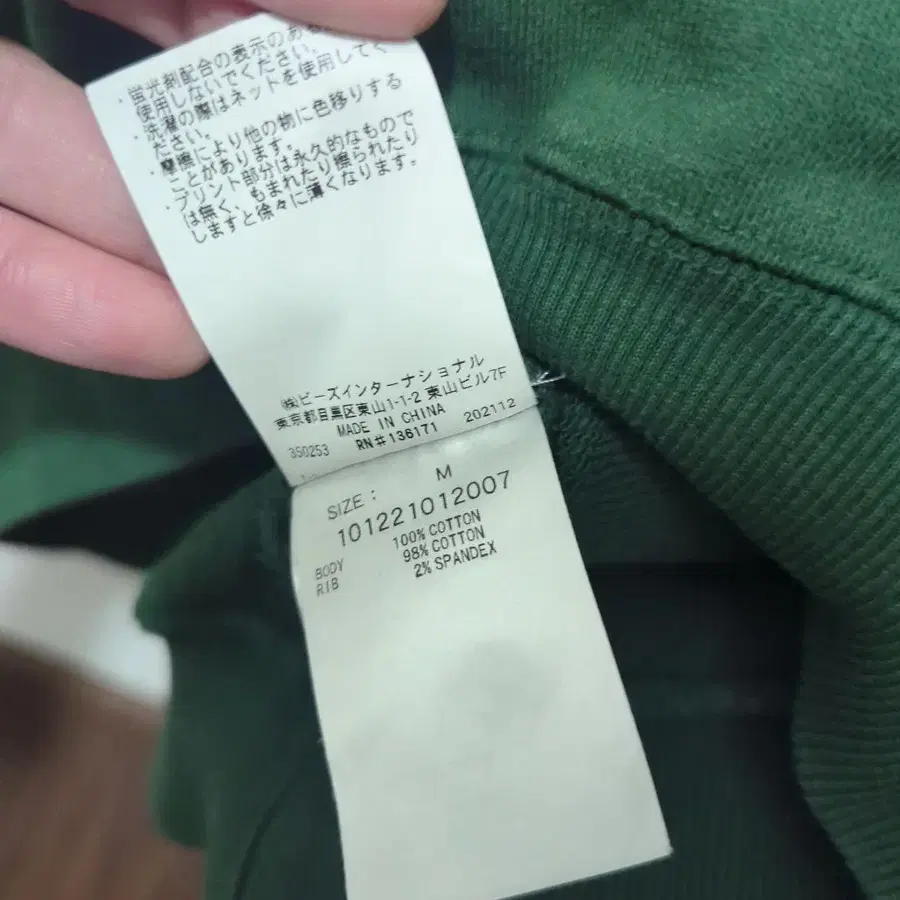 ・蛍光剤配合の表示のある
使用しないでください。
・洗濯の際はネットを使用してく
ださい。
・摩擦により他の物に色移りする
ことがあります。
・プリント部分は永久的なもので
は無く、もまれたり擦られたり
しますと徐々に薄くなります。
㈱ビーズインターナショナル
東京都目黒区東山1-1-2 東山ビル7F
MADE IN CHINA
350253 RN#136171 202112
SIZE : M
101221012007
BODY 100% COTTON
RIB 98% COTTON
2% SPANDEX